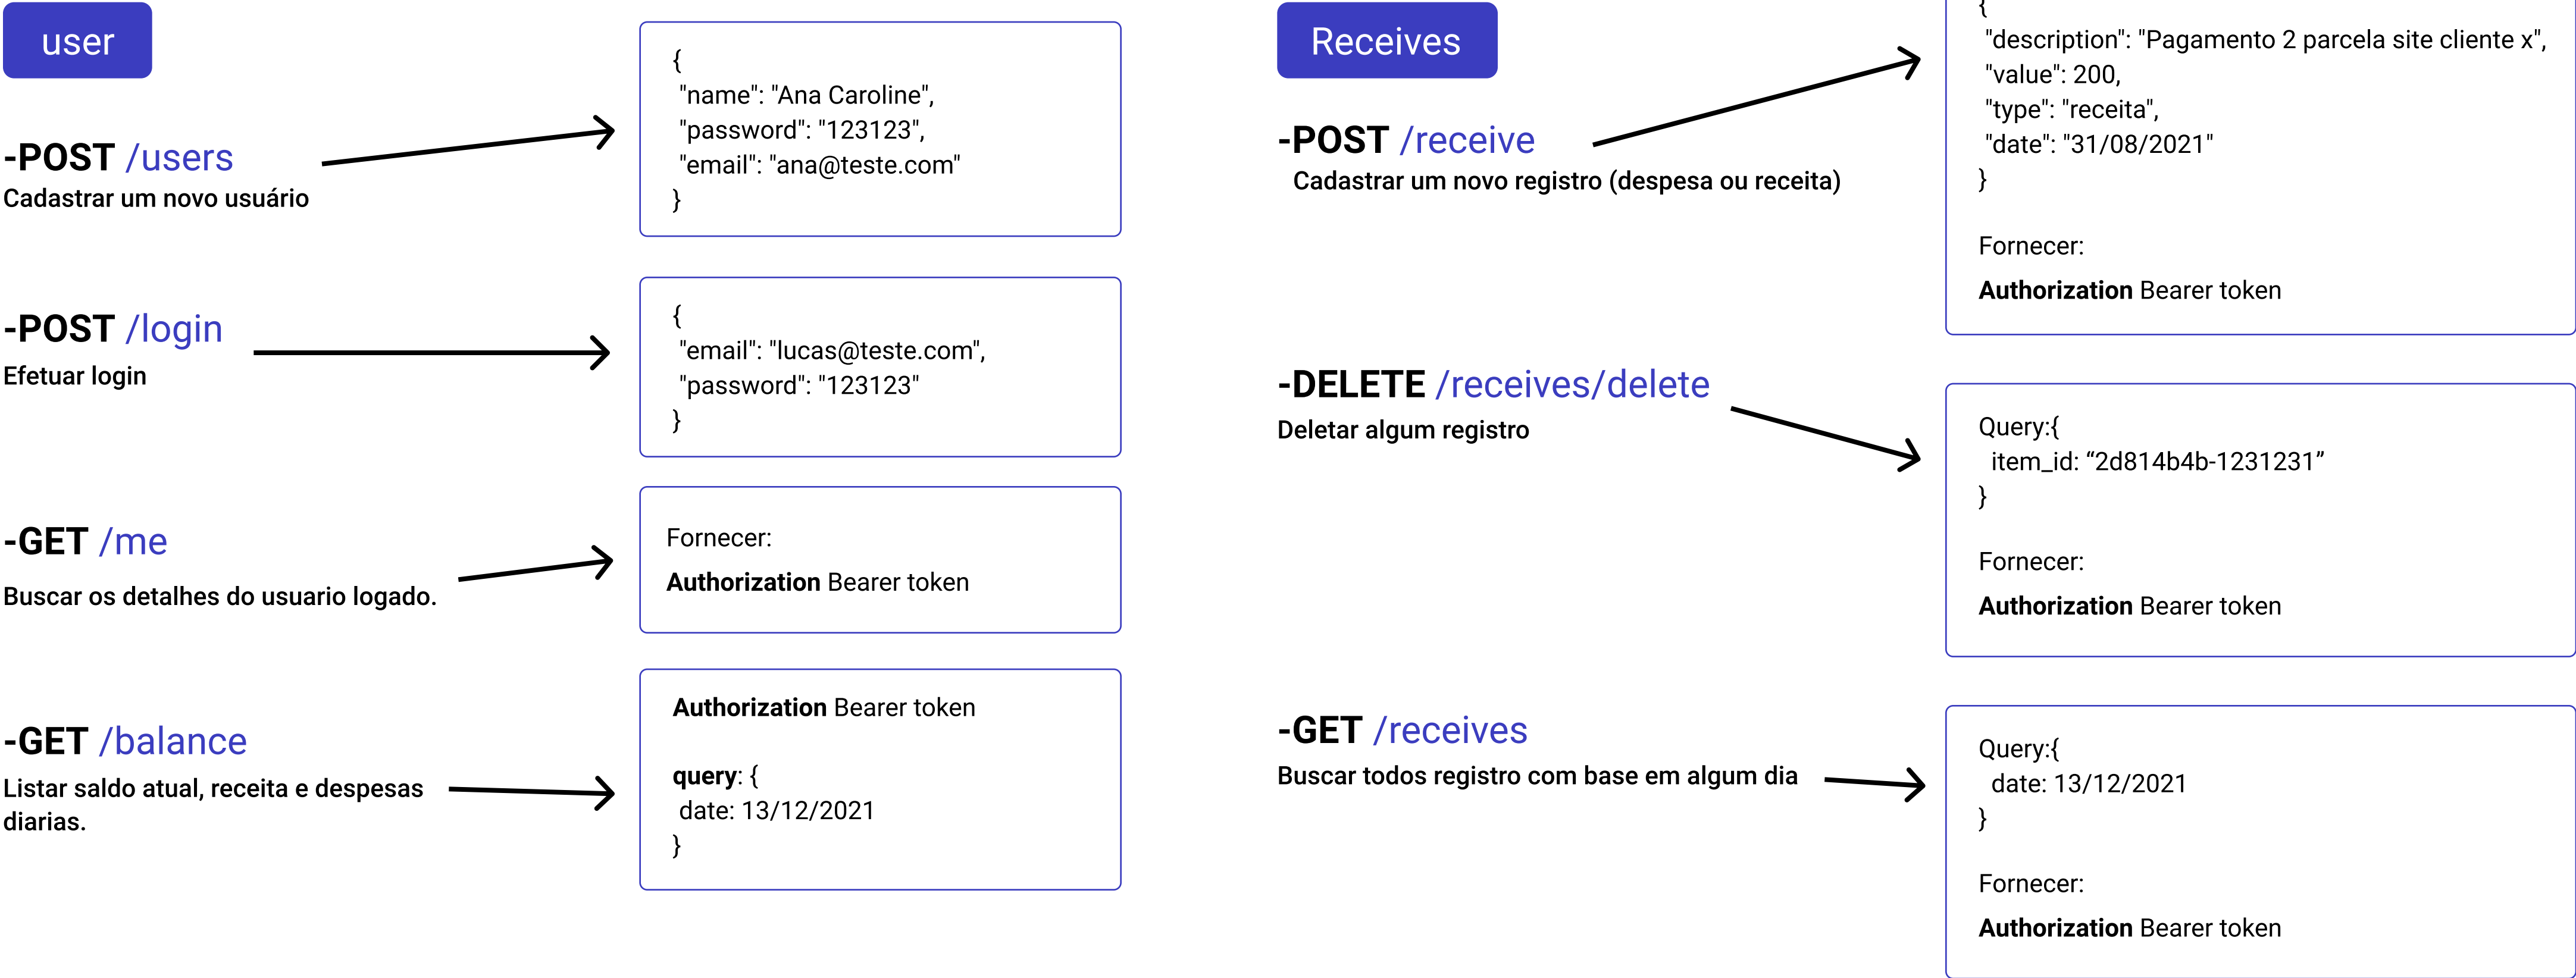 user
-POST /users
Cadastrar um novo usuário
{
"name": "Ana Caroline",
"password": "123123",
"email": "ana@teste.com"
}
-POST /login
Efetuar login
{
"email": "lucas@teste.com",
"password": "123123"
}
-GET /me
Buscar os detalhes do usuario logado.
Fornecer:
Authorization Bearer token
-GET /balance
Listar saldo atual, receita e despesas
diarias.
Authorization Bearer token
query: {
date: 13/12/2021
}
Receives
-POST /receive
Cadastrar um novo registro (despesa ou receita)
{
"description": "Pagamento 2 parcela site cliente x",
"value": 200,
"type": "receita",
"date": "31/08/2021"
}
Fornecer:
Authorization Bearer token
-DELETE /receives/delete
Deletar algum registro
Query:{
item_id: “2d814b4b-1231231”
}
Fornecer:
Authorization Bearer token
-GET /receives
Buscar todos registro com base em algum dia
Query:{
date: 13/12/2021
}
Fornecer:
Authorization Bearer token